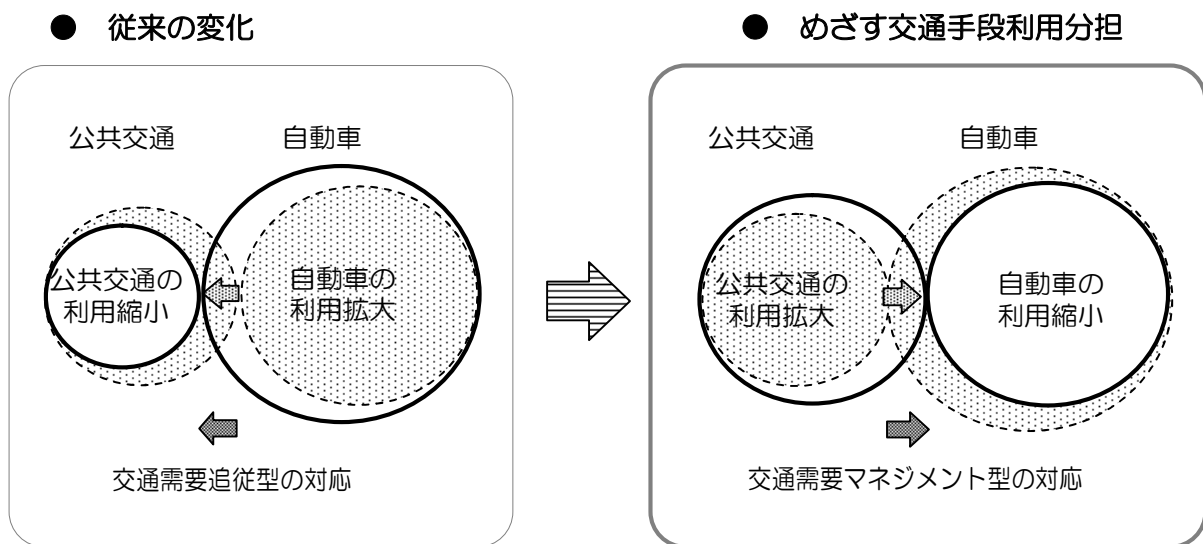 ● 従来の変化
公共交通
自動車
公共交通の
利用縮小
自動車の
利用拡大
交通需要追従型の対応
● めざす交通手段利用分担
公共交通
自動車
公共交通の
利用拡大
自動車の
利用縮小
交通需要マネジメント型の対応